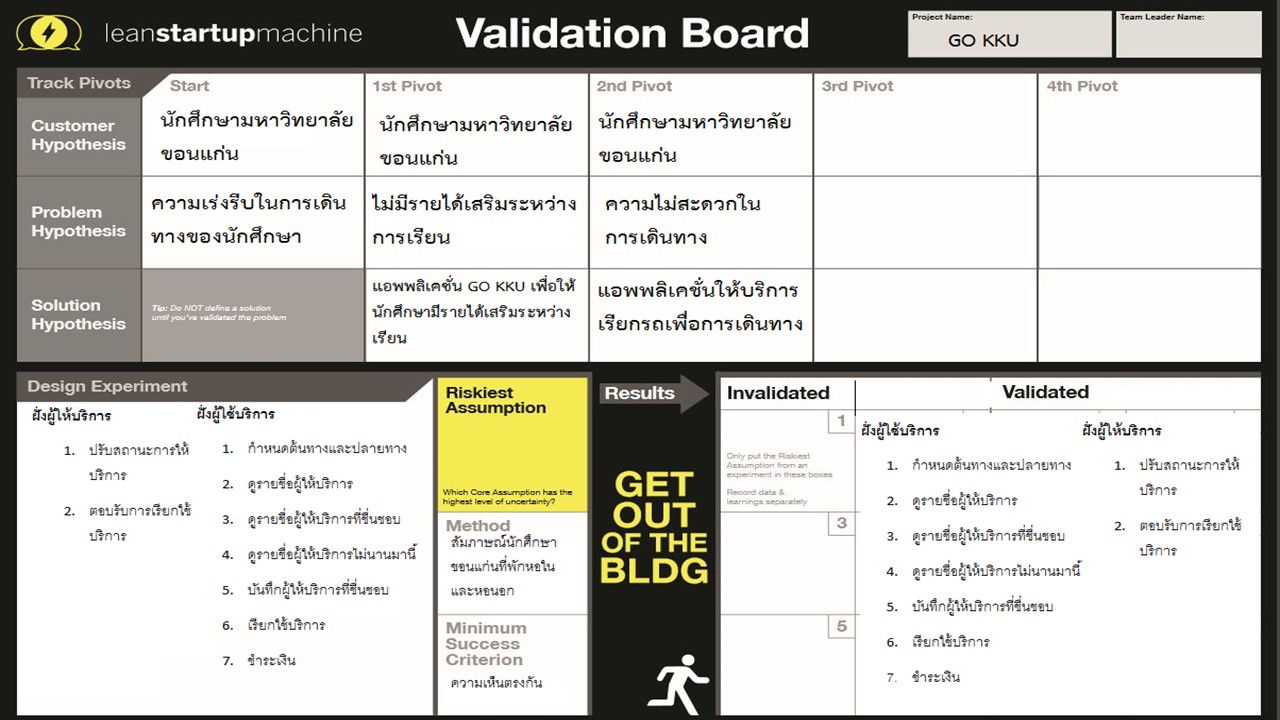 leanstartupmachine
Validation Board
Project Name:
GO KKU
Team Leader Name:
Track Pivots
Start
1st Pivot
2nd Pivot
3rd Pivot
4th Pivot
Customer
Hypothesis
นักศึกษามหาวิทยาลัย
ขอนแก่น
นักศึกษามหาวิทยาลัย
ขอนแก่น
นักศึกษามหาวิทยาลัย
ขอนแก่น
Problem
Hypothesis
ความเร่งรีบในการเดิน
ทางของนักศึกษา
ไม่มีรายได้เสริมระหว่าง
การเรียน
ความไม่สะดวกใน
การเดินทาง
Solution
Hypothesis
Tip: Do NOT define a solution
until you've validated the problem
แอพพลิเคชั่น GO KKU เพื่อให้
นักศึกษามีรายได้เสริมระหว่าง
เรียน
แอพพลิเคชั่นให้บริการ
เรียกรถเพื่อการเดินทาง
Design Experiment
ฝั่งผู้ให้บริการ
1. ปรับสถานะการให้
บริการ
2. ตอบรับการเรียกใช้
บริการ
ฝั่งผู้ใช้บริการ
1. กำหนดต้นทางและปลายทาง
2. ดูรายชื่อผู้ให้บริการ
3. ดูรายชื่อผู้ให้บริการที่ชื่นชอบ
4. ดูรายชื่อผู้ให้บริการไม่นานมานี้
5. บันทึกผู้ให้บริการที่ชื่นชอบ
6. เรียกใช้บริการ
7. ชำระเงิน
Riskiest
Assumption
Which Core Assumption has the
highest level of uncertainty?
Method
สัมภาษณ์นักศึกษา
ขอนแก่นที่พักหอใน
และหอนอก
Minimum
Success
Criterion
ความเห็นตรงกัน
Results
GET
OUT
OF THE
BLDG
Invalidated
1
Only put the Riskiest
Assumption from an
experiment in these boxes
Record data &
learnings separately
3
5
Validated
ฝั่งผู้ใช้บริการ
1. กำหนดต้นทางและปลายทาง
2. ดูรายชื่อผู้ให้บริการ
3. ดูรายชื่อผู้ให้บริการที่ชื่นชอบ
4. ดูรายชื่อผู้ให้บริการไม่นานมานี้
5. บันทึกผู้ให้บริการที่ชื่นชอบ
6. เรียกใช้บริการ
7. ชำระเงิน
ฝั่งผู้ให้บริการ
1. ปรับสถานะการให้
บริการ
2. ตอบรับการเรียกใช้
บริการ